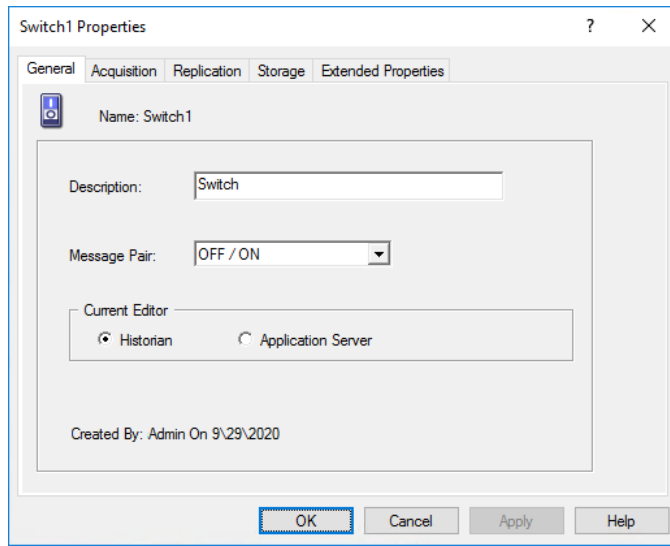 Switch1 Properties ?
General Acquisition Replication Storage Extended Properties
Name: Switch1
Description: Switch
Message Pair: OFF / ON
Current Editor
Historian Application Server
Created By: Admin On 9\29\2020
OK Cancel Apply Help